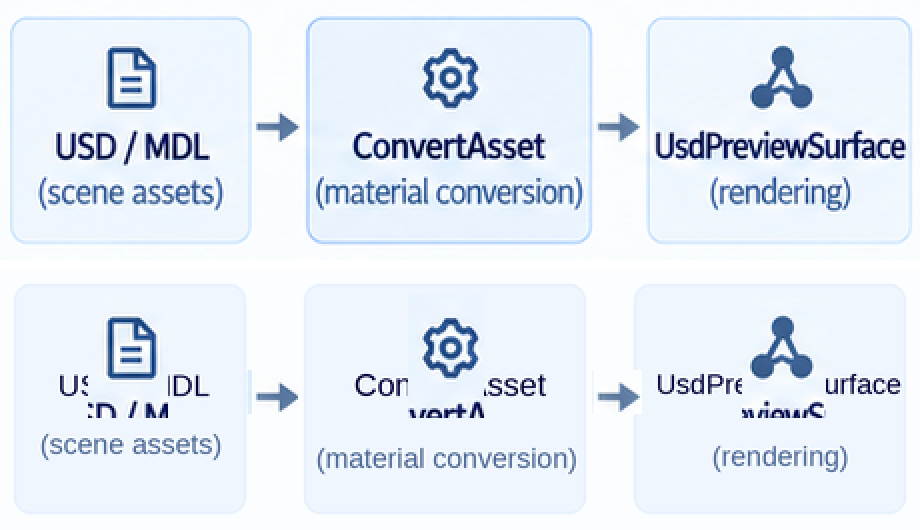 USD / MDL
(scene assets)
ConvertAsset
(material conversion)
UsdPreviewSurface
(rendering)
(scene assets)
(material conversion)
(rendering)